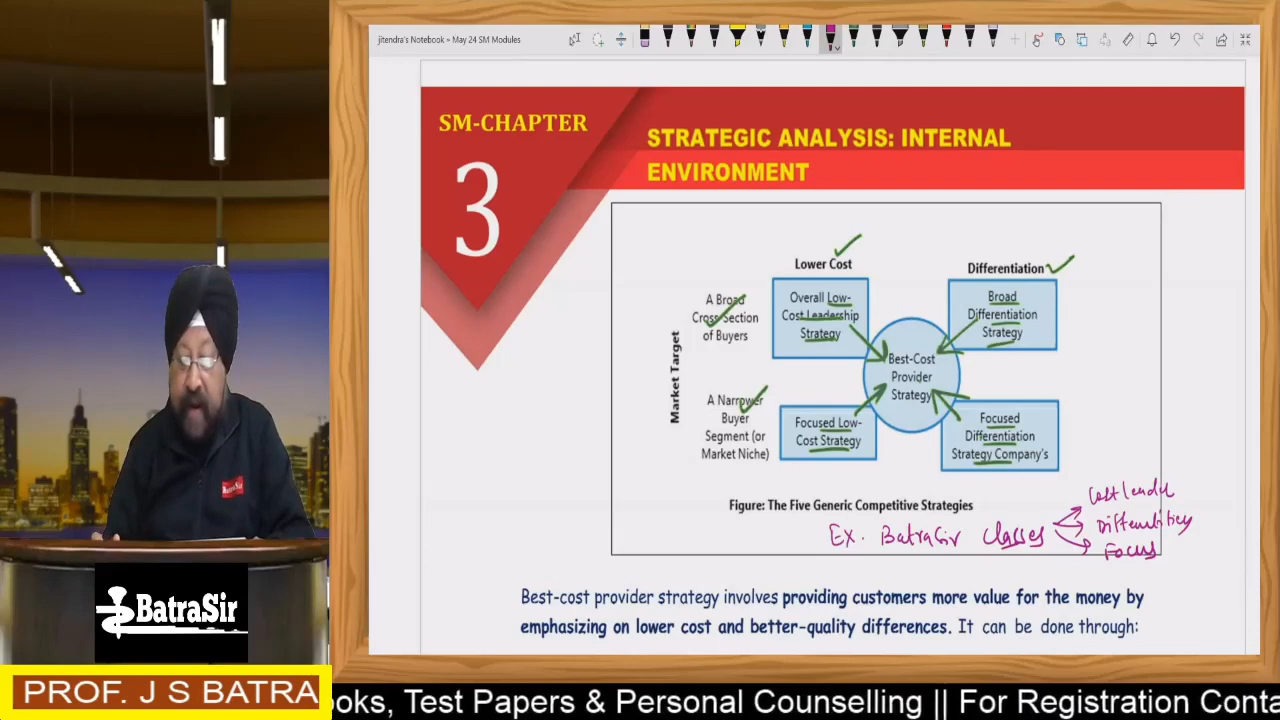 jitendra's Notebook » May 24 SM Modules
SM-CHAPTER
3
STRATEGIC ANALYSIS: INTERNAL
ENVIRONMENT
Lower Cost
Differentiation
Market Target
A Broad
Cross Section
of Buyers
Overall Low-
Cost Leadership
Strategy
Broad
Differentiation
Strategy
Best-Cost
Provider
Strategy
A Narrower
Buyer
Segment (or
Market Niche)
Focused Low-
Cost Strategy
Focused
Differentiation
Strategy Company's
Figure: The Five Generic Competitive Strategies
Ex. BatraSir Classes
Cost leader
Focus
Best-cost provider strategy involves providing customers more value for the money by
emphasizing on lower cost and better-quality differences. It can be done through:
BatraSir
BatraSir
PROF. J S BATRA
ooks, Test Papers & Personal Counselling || For Registration Conta